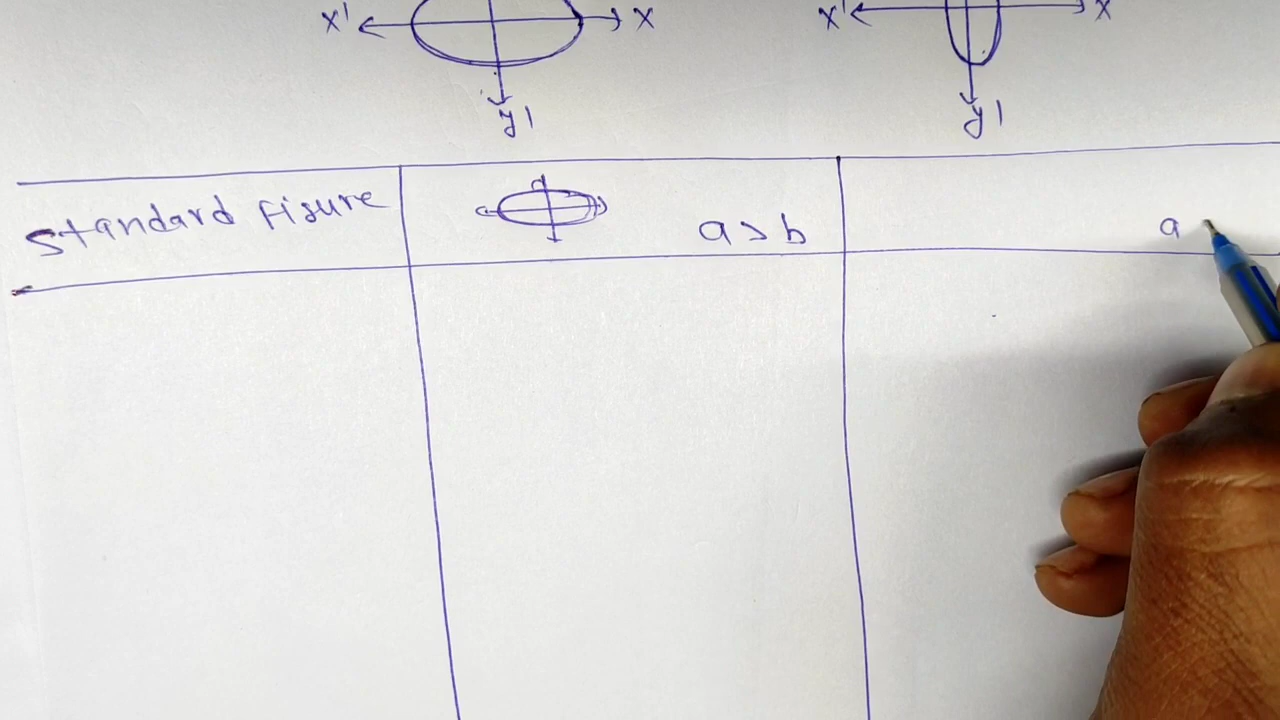 x' x x' x
y' y'
standard figure
a > b
a